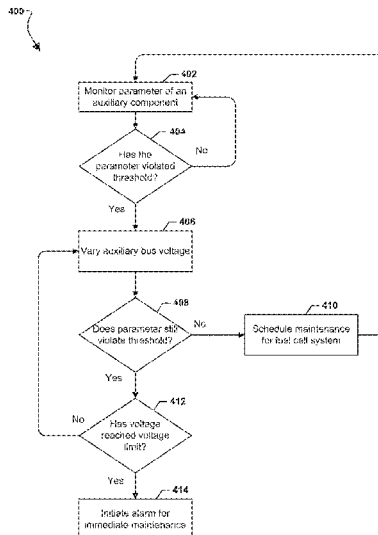 400
402
Monitor parameter of an
auxiliary component
404
Has the
parameter violated
threshold?
No
Yes
406
Vary auxiliary bus voltage
408
Does parameter still
violate threshold?
No
410
Schedule maintenance
for fuel cell system
Yes
412
Has voltage
reached voltage
limit?
No
Yes
414
Initiate alarm for
immediate maintenance